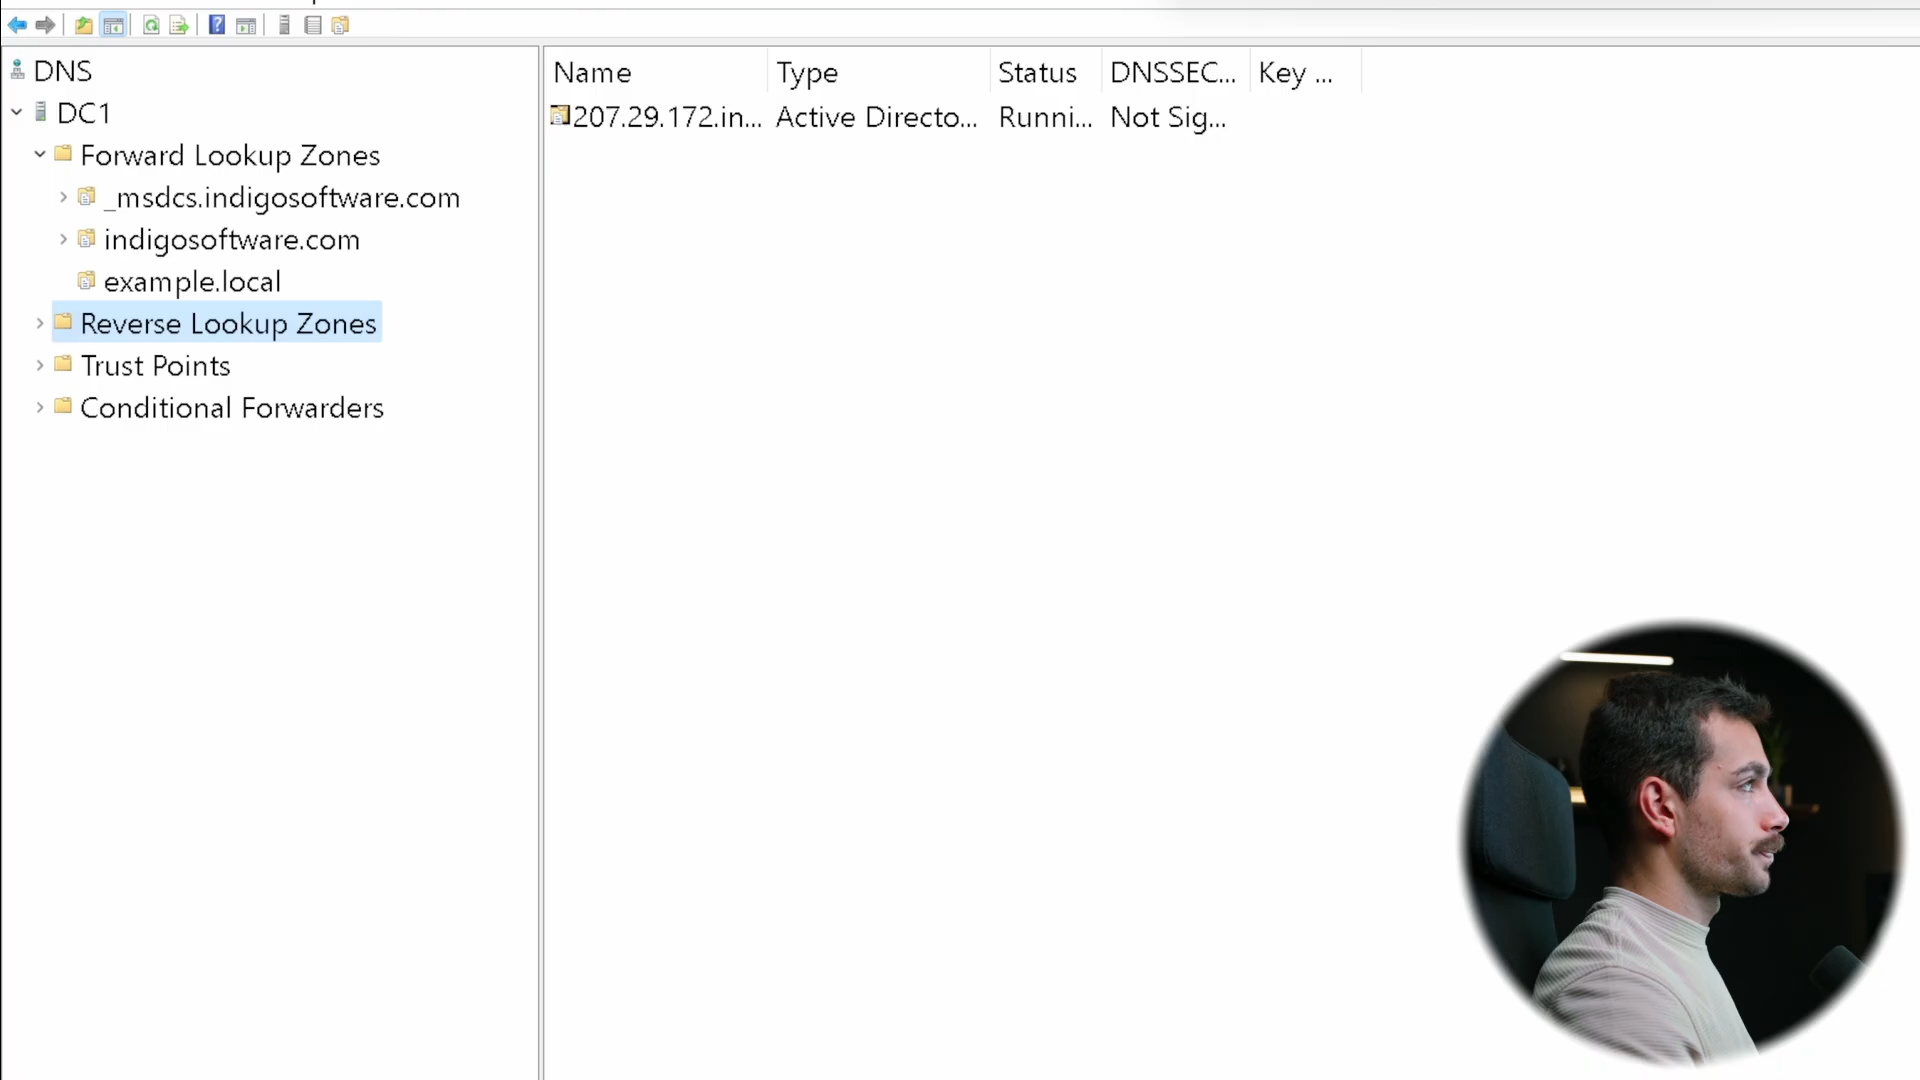 DNS
DC1
Forward Lookup Zones
_msdcs.indigosoftware.com
indigosoftware.com
example.local
Reverse Lookup Zones
Trust Points
Conditional Forwarders
Name Type Status DNSSEC... Key ...
207.29.172.in... Active Directo... Runni... Not Sig...